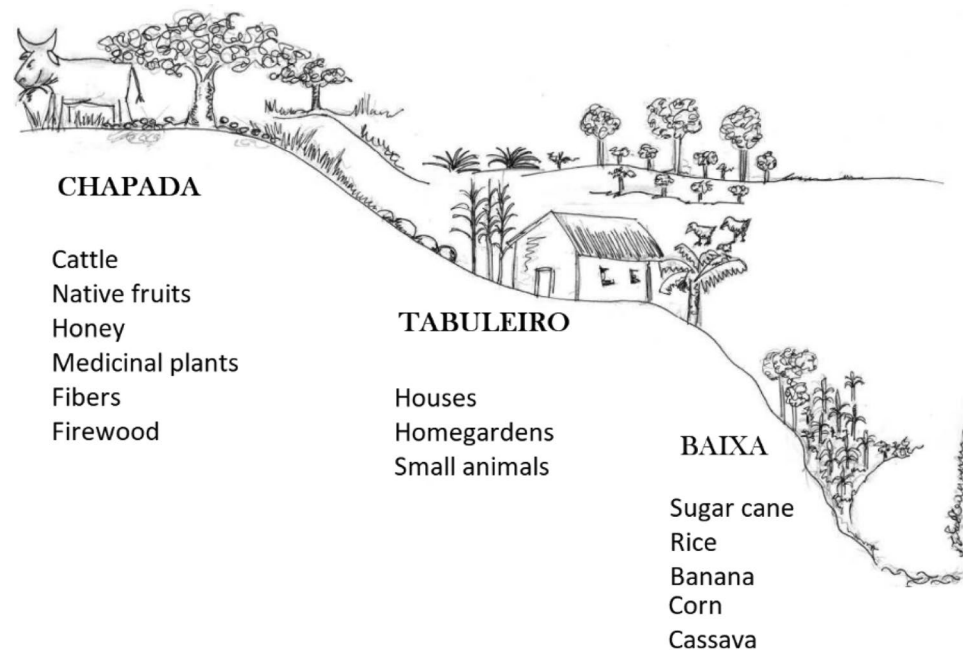 CHAPADA
Cattle
Native fruits
Honey
Medicinal plants
Fibers
Firewood
TABULEIRO
Houses
Homegardens
Small animals
BAIXA
Sugar cane
Rice
Banana
Corn
Cassava